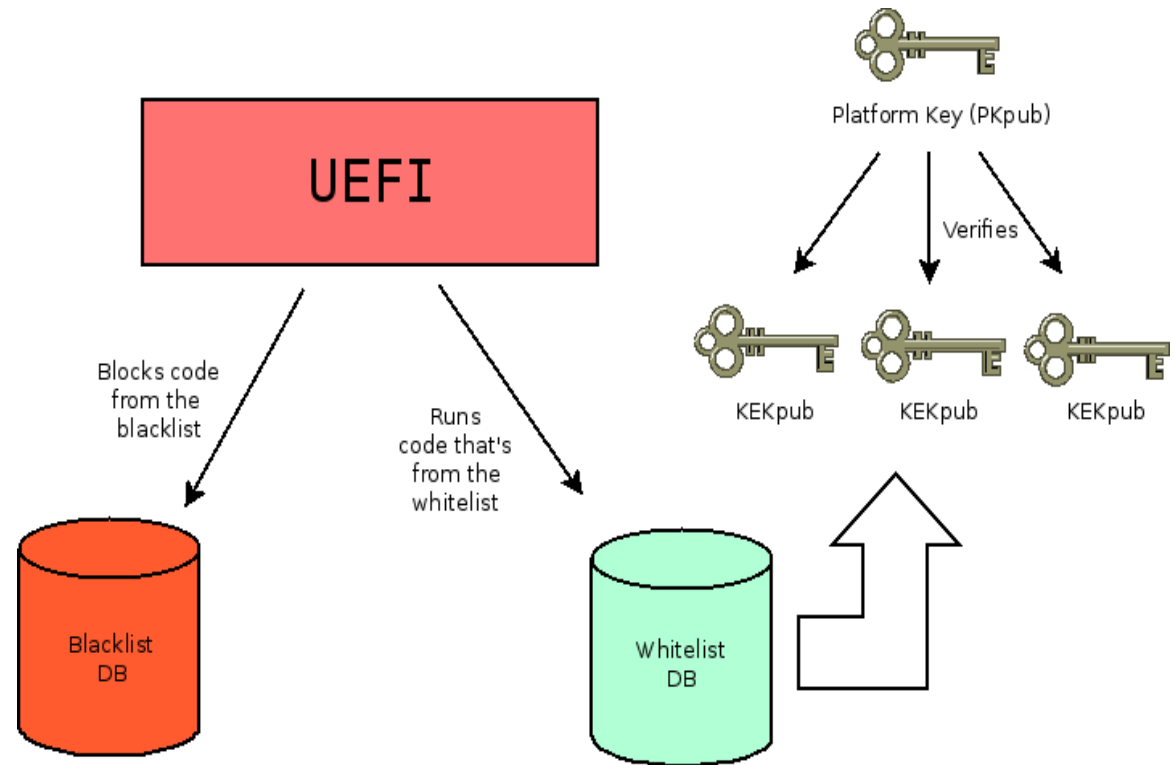 Platform Key (PKpub)
UEFI
Verifies
Blocks code
from the
blacklist
Runs
code that's
from the
whitelist
KEKpub
KEKpub
KEKpub
Blacklist
DB
Whitelist
DB